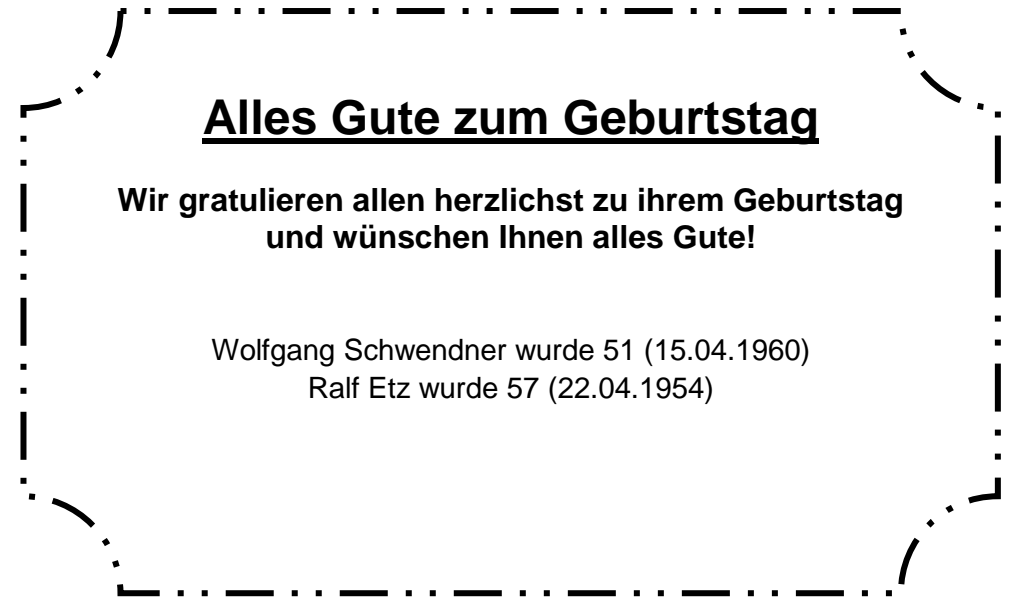 Alles Gute zum Geburtstag
Wir gratulieren allen herzlichst zu ihrem Geburtstag
und wünschen Ihnen alles Gute!
Wolfgang Schwendner wurde 51 (15.04.1960)
Ralf Etz wurde 57 (22.04.1954)